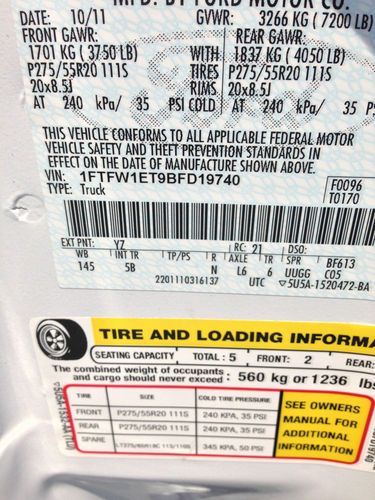 MFD. BY FORD MOTOR CO.
DATE: 10/11 GVWR: 3266 KG ( 7200 LB)
FRONT GAWR: REAR GAWR:
1701 KG ( 3750 LB) WITH 1837 KG ( 4050 LB)
P275/55R20 111S TIRES P275/55R20 111S
20x8.5J RIMS 20x8.5J
AT 240 kPa/ 35 PSI COLD AT 240 kPa/ 35 PS
THIS VEHICLE CONFORMS TO ALL APPLICABLE FEDERAL MOTOR
VEHICLE SAFETY AND THEFT PREVENTION STANDARDS IN
EFFECT ON THE DATE OF MANUFACTURE SHOWN ABOVE.
VIN: 1FTFW1ET9BFD19740 F0096
TYPE: Truck T0170
EXT PNT: YZ RC: 21 DSO:
WB BRK INT TR TP/PS R AXLE TR SPR BF613
145 5B N L6 6 UUGG C05
2201110316137 UTC ▽5U5A-1520472-BA
TIRE AND LOADING INFORMA
SEATING CAPACITY TOTAL : 5 FRONT: 2 REAR:
The combined weight of occupants
and cargo should never exceed : 560 kg or 1236 lbs
TIRE SIZE COLD TIRE PRESSURE
FRONT P275/55R20 111S 240 KPA, 35 PSI
REAR P275/55R20 111S 240 KPA, 35 PSI
SPARE 345 KPA, 50 PSI
SEE OWNERS
MANUAL FOR
ADDITIONAL
INFORMATION